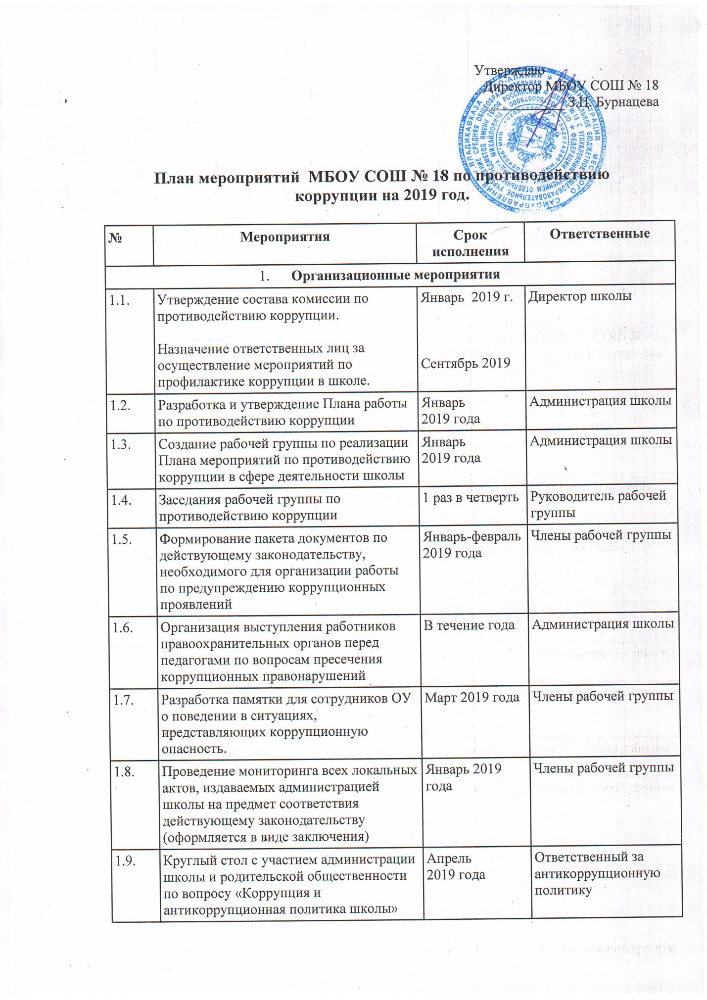 Утверждаю
Директор МБОУ СОШ № 18
З.Ц. Бурнацева
План мероприятий МБОУ СОШ № 18 по противодействию
коррупции на 2019 год.
№
Мероприятия
Срок
исполнения
Ответственные
1. Организационные мероприятия
1.1.
Утверждение состава комиссии по
противодействию коррупции.
Назначение ответственных лиц за
осуществление мероприятий по
профилактике коррупции в школе.
Январь 2019 г.
Сентябрь 2019
Директор школы
1.2.
Разработка и утверждение Плана работы
по противодействию коррупции
Январь
2019 года
Администрация школы
1.3.
Создание рабочей группы по реализации
Плана мероприятий по противодействию
коррупции в сфере деятельности школы
Январь
2019 года
Администрация школы
1.4.
Заседания рабочей группы по
противодействию коррупции
1 раз в четверть
Руководитель рабочей
группы
1.5.
Формирование пакета документов по
действующему законодательству,
необходимого для организации работы
по предупреждению коррупционных
проявлений
Январь-февраль
2019 года
Члены рабочей группы
1.6.
Организация выступления работников
правоохранительных органов перед
педагогами по вопросам пресечения
коррупционных правонарушений
В течение года
Администрация школы
1.7.
Разработка памятки для сотрудников ОУ
о поведении в ситуациях,
представляющих коррупционную
опасность.
Март 2019 года
Члены рабочей группы
1.8.
Проведение мониторинга всех локальных
актов, издаваемых администрацией
школы на предмет соответствия
действующему законодательству
(оформляется в виде заключения)
Январь 2019
года
Члены рабочей группы
1.9.
Круглый стол с участием администрации
школы и родительской общественности
по вопросу «Коррупция и
антикоррупционная политика школы»
Апрель
2019 года
Ответственный за
антикоррупционную
политику